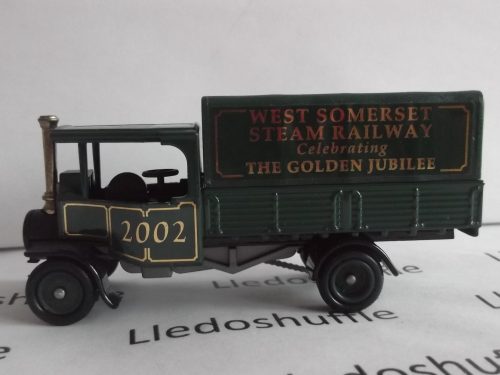 WEST SOMERSET
STEAM RAILWAY
Celebrating
THE GOLDEN JUBILEE
2002
Lledoshuffle
Lledoshuffle